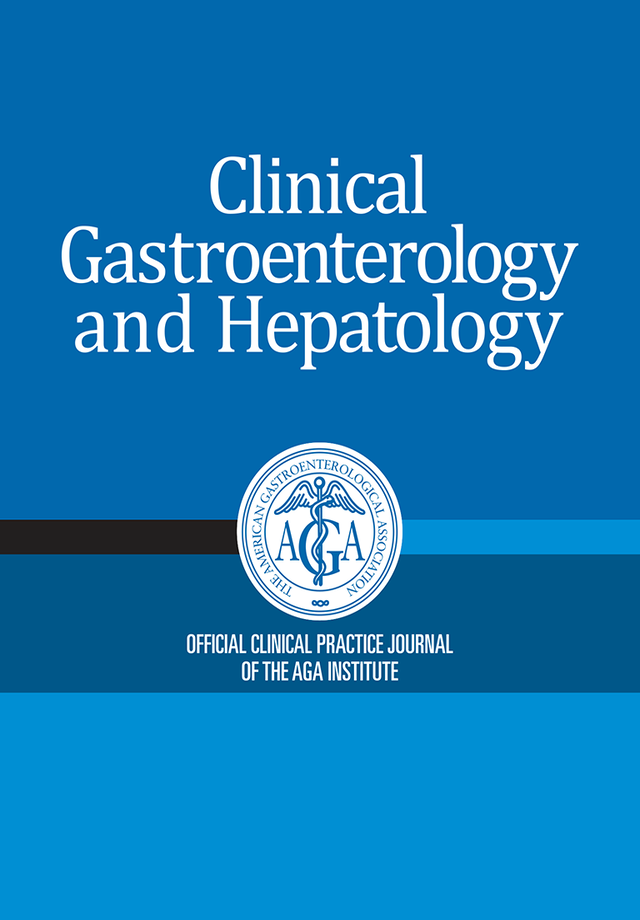 Clinical
Gastroenterology
and Hepatology
THE AMERICAN GASTROENTEROLOGICAL ASSOCIATION
AGA
OFFICIAL CLINICAL PRACTICE JOURNAL
OF THE AGA INSTITUTE